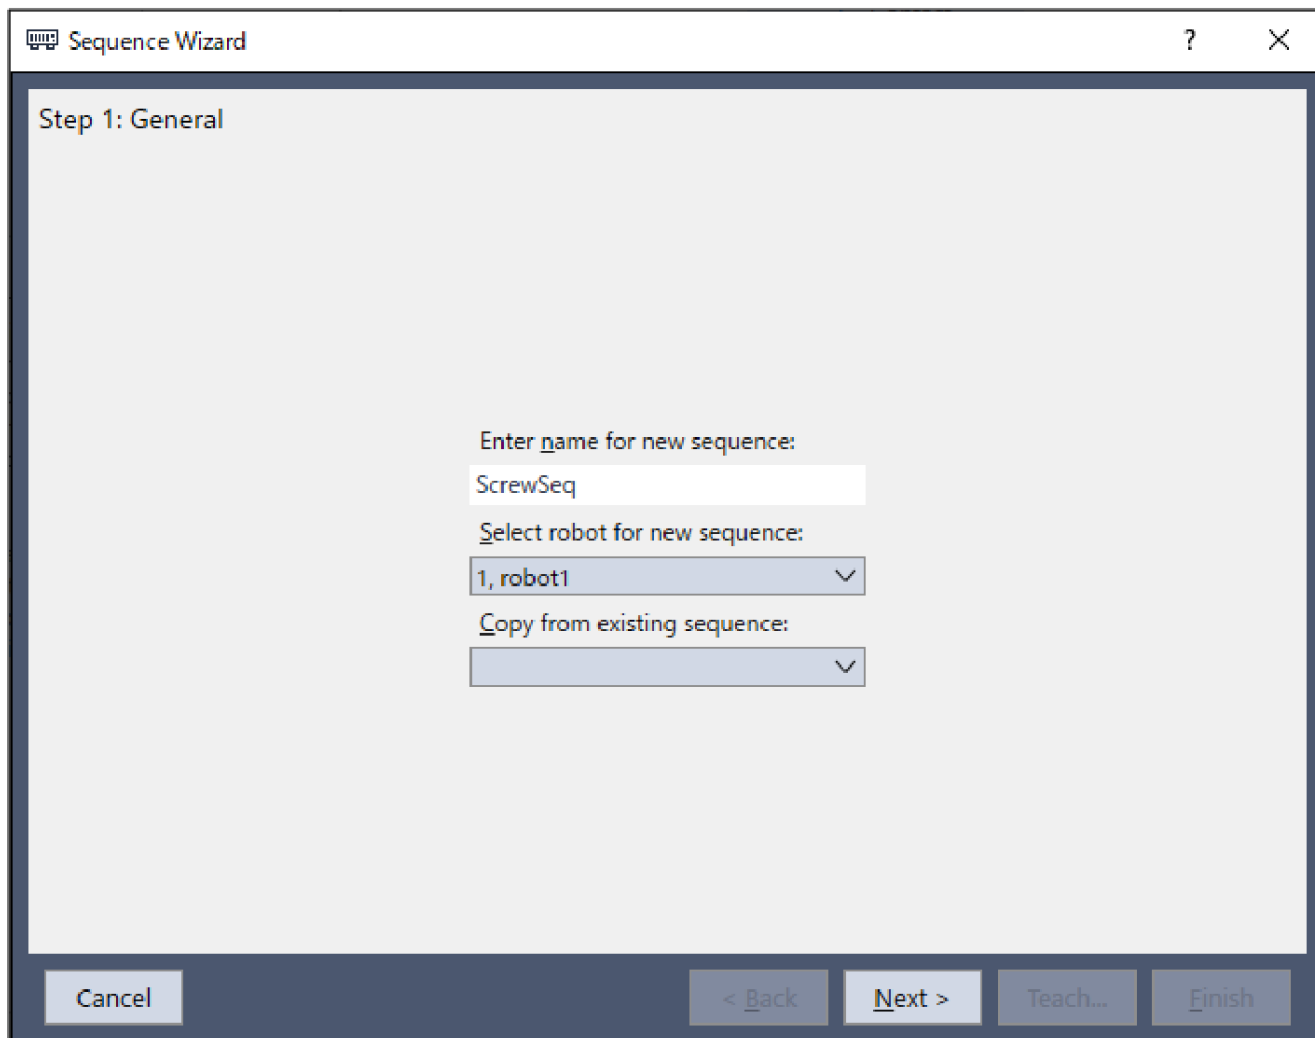 Sequence Wizard ?
Step 1: General
Enter name for new sequence:
ScrewSeq
Select robot for new sequence:
1, robot1
Copy from existing sequence:
Cancel < Back Next > Teach... Finish